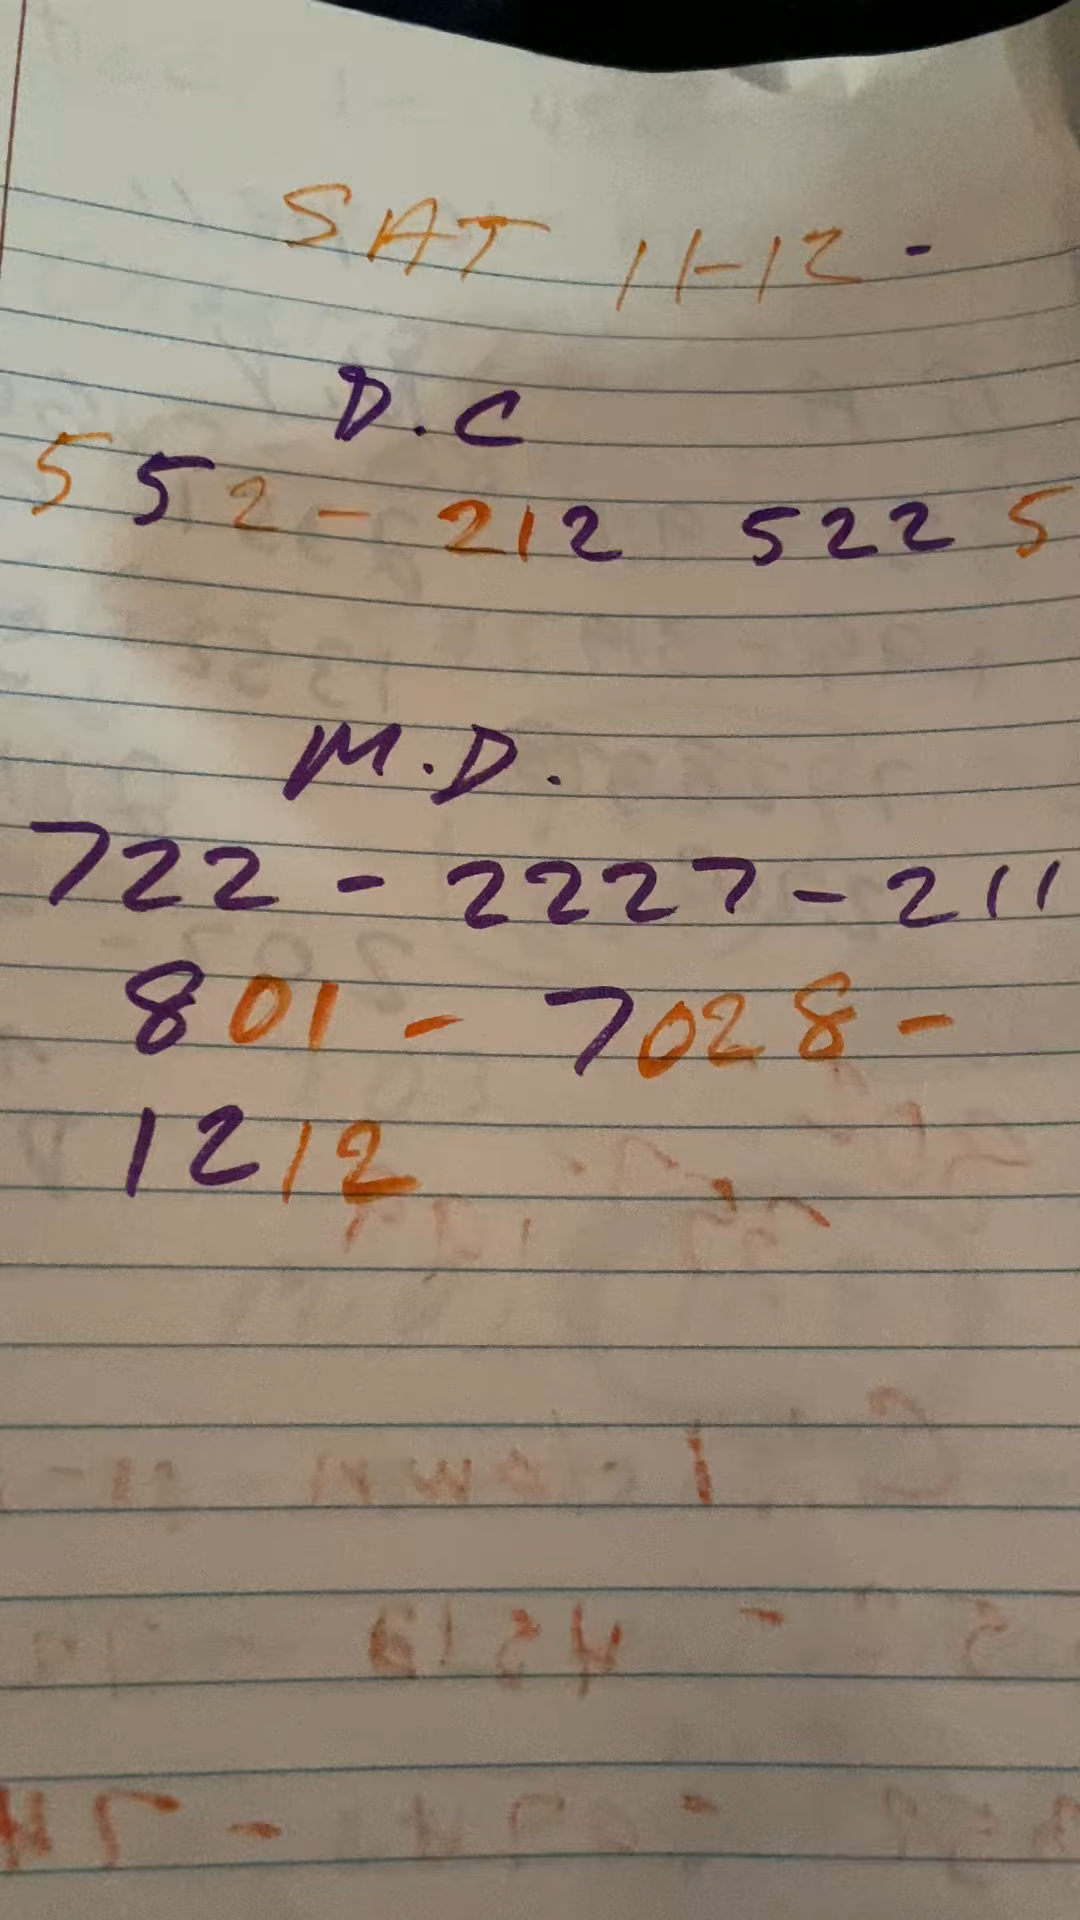 SAT 11-12 -
D.C
552 - 212 5225
M.D.
722 - 2227 - 211
801 - 7028 -
1212